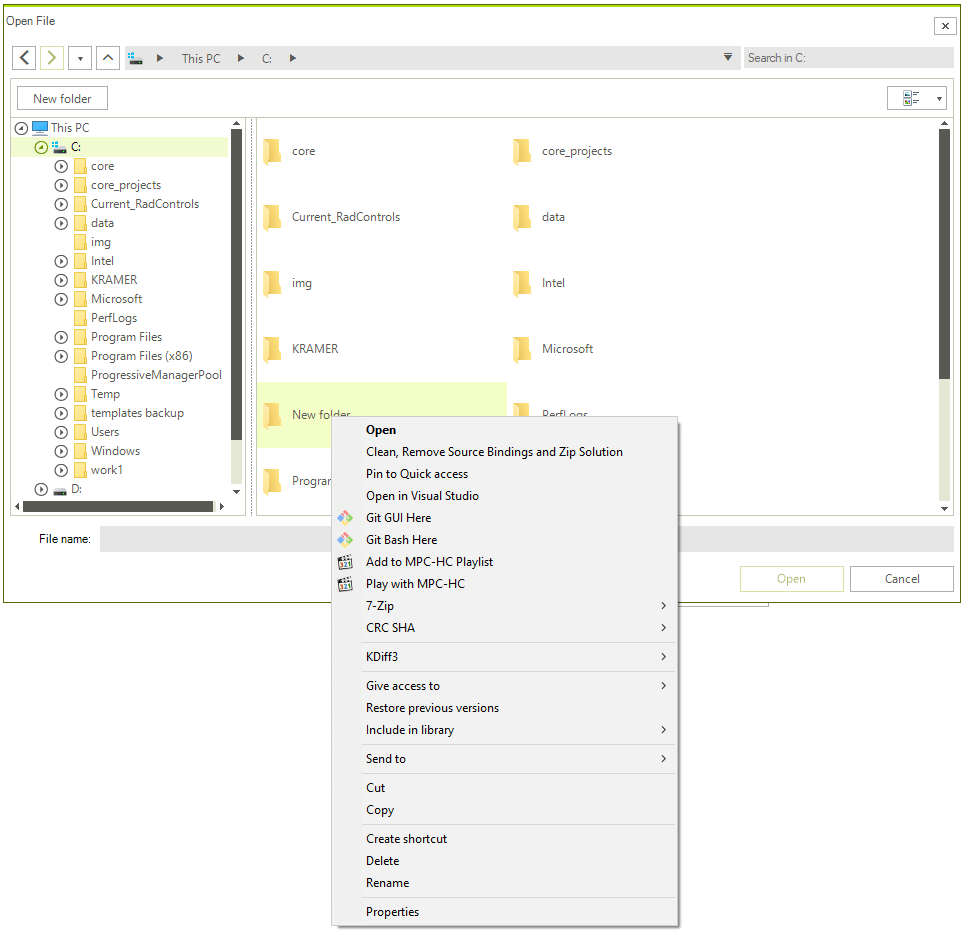 Open File
This PC
C:
Search in C:
New folder
This PC
C:
core
core_projects
Current_RadControls
data
img
Intel
KRAMER
Microsoft
PerfLogs
Program Files
Program Files (x86)
ProgressiveManagerPool
Temp
templates backup
Users
Windows
work1
D:
core
core_projects
Current_RadControls
data
img
Intel
KRAMER
Microsoft
New folder
PerfLogs
Progra
File name:
Open
Cancel
Open
Clean, Remove Source Bindings and Zip Solution
Pin to Quick access
Open in Visual Studio
Git GUI Here
Git Bash Here
Add to MPC-HC Playlist
Play with MPC-HC
7-Zip
CRC SHA
KDiff3
Give access to
Restore previous versions
Include in library
Send to
Cut
Copy
Create shortcut
Delete
Rename
Properties